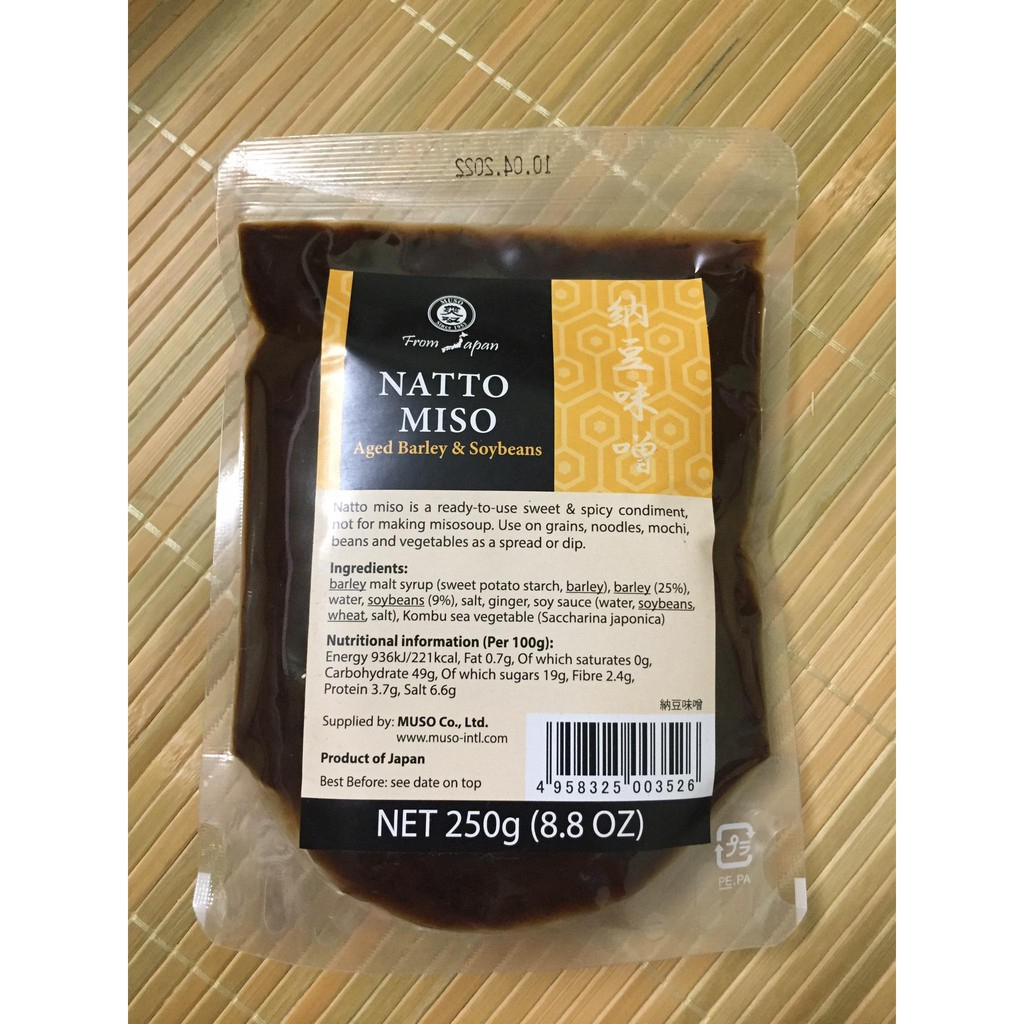 10.04.2022
MUSO
Since 1969
From Japan
NATTO
MISO
Aged Barley & Soybeans
納豆味噌
Natto miso is a ready-to-use sweet & spicy condiment,
not for making misosoup. Use on grains, noodles, mochi,
beans and vegetables as a spread or dip.
Ingredients:
barley malt syrup (sweet potato starch, barley), barley (25%),
water, soybeans (9%), salt, ginger, soy sauce (water, soybeans,
wheat, salt), Kombu sea vegetable (Saccharina japonica)
Nutritional information (Per 100g):
Energy 936kJ/221kcal, Fat 0.7g, Of which saturates 0g,
Carbohydrate 49g, Of which sugars 19g, Fibre 2.4g,
Protein 3.7g, Salt 6.6g
納豆味噌
Supplied by: MUSO Co., Ltd.
www.muso-intl.com
Product of Japan
Best Before: see date on top
4 958325 003526
NET 250g (8.8 OZ)
プラ
PE.PA